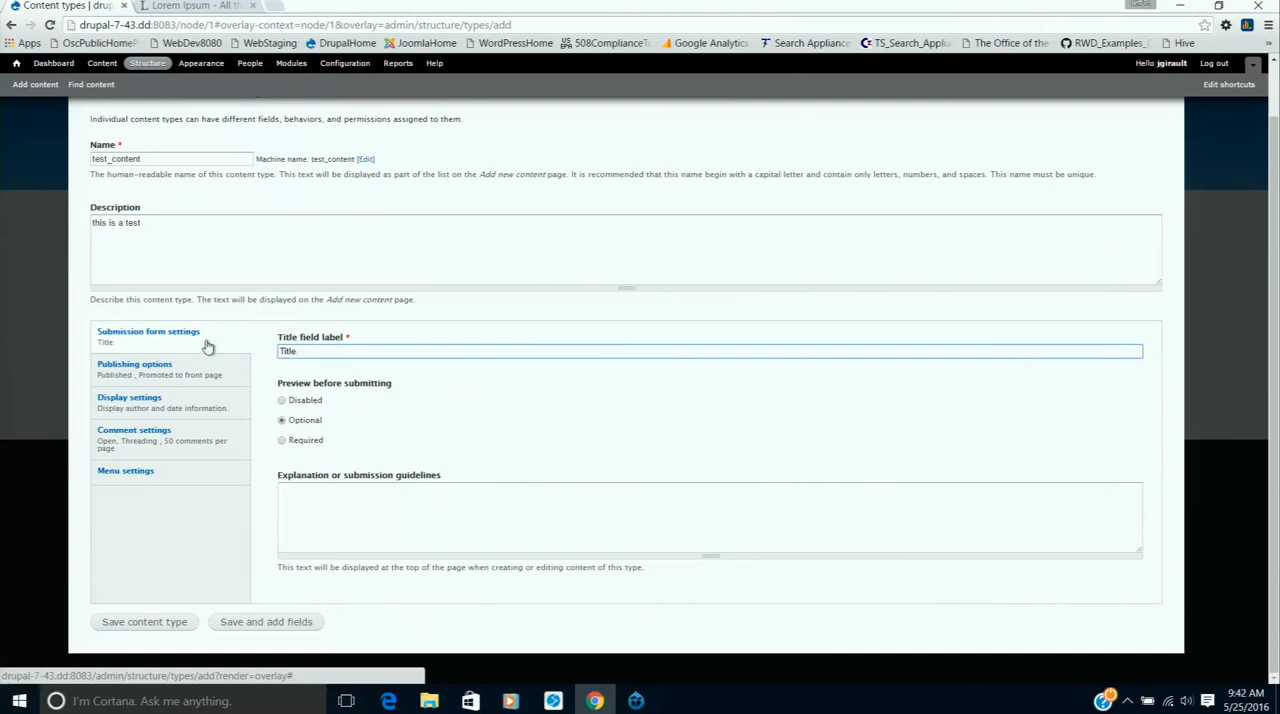 Content types | drup
Lorem Ipsum - All th
drupal-7-43.dd:8083/node/1#overlay-context=node/1&overlay=admin/structure/types/add
Apps OscPublicHomeP WebDev8080 WebStaging DrupalHome JoomlaHome WordPressHome 508ComplianceTo Google Analytics Search Appliance TS_Search_Appli The Office of the RWD_Examples_C Hive »
Dashboard Content Structure Appearance People Modules Configuration Reports Help Hello jgirault Log out
Add content Find content Edit shortcuts
Individual content types can have different fields, behaviors, and permissions assigned to them.
Name *
test_content Machine name: test_content [Edit]
The human-readable name of this content type. This text will be displayed as part of the list on the Add new content page. It is recommended that this name begin with a capital letter and contain only letters, numbers, and spaces. This name must be unique.
Description
this is a test
Describe this content type. The text will be displayed on the Add new content page.
Submission form settings
Title
Publishing options
Published , Promoted to front page
Display settings
Display author and date information.
Comment settings
Open, Threading , 50 comments per
page
Menu settings
Title field label *
Title
Preview before submitting
Disabled
Optional
Required
Explanation or submission guidelines
This text will be displayed at the top of the page when creating or editing content of this type.
Save content type Save and add fields
drupal-7-43.dd:8083/admin/structure/types/add?render=overlay#
I'm Cortana. Ask me anything.
9:42 AM
5/25/2016